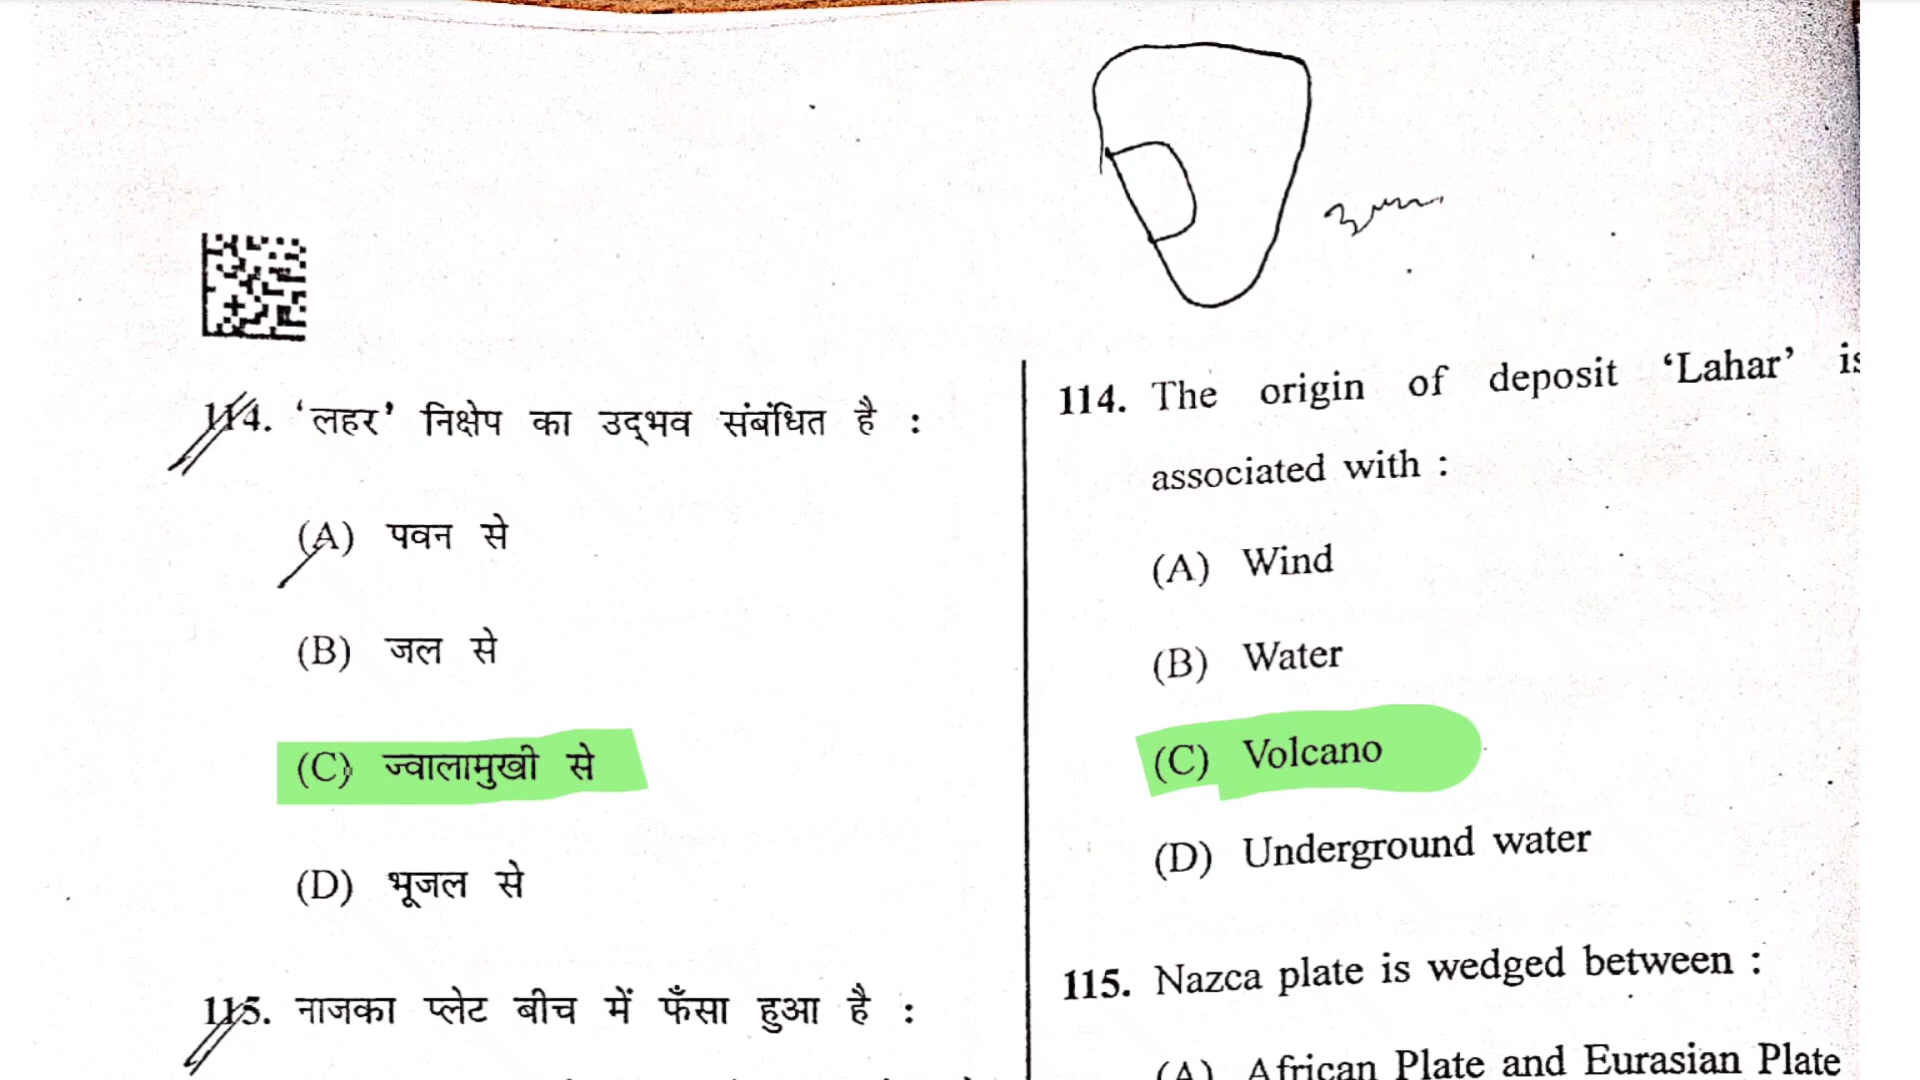 114. ‘लहर’ निक्षेप का उद्भव संबंधित है :
(A) पवन से
(B) जल से
(C) ज्वालामुखी से
(D) भूजल से
115. नाजका प्लेट बीच में फँसा हुआ है :
114. The origin of deposit ‘Lahar’ is
associated with :
(A) Wind
(B) Water
(C) Volcano
(D) Underground water
115. Nazca plate is wedged between :
(A) African Plate and Eurasian Plate